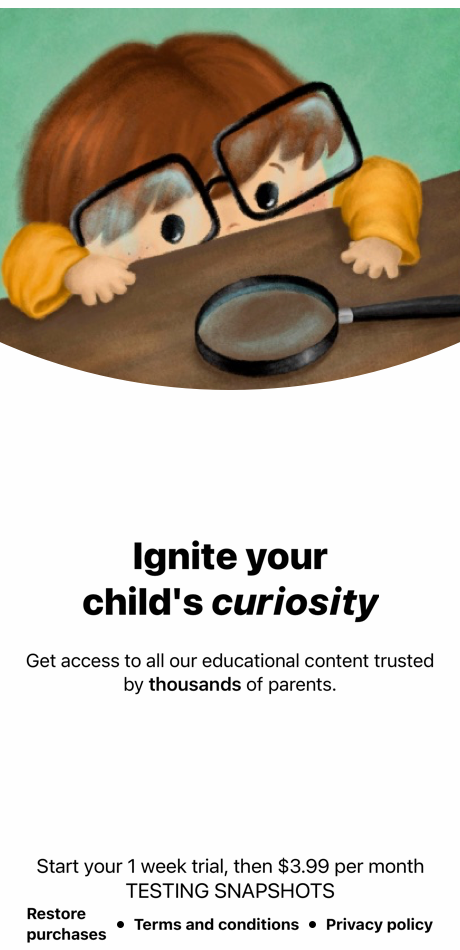 Ignite your
child's curiosity
Get access to all our educational content trusted
by thousands of parents.
Start your 1 week trial, then $3.99 per month
TESTING SNAPSHOTS
Restore
purchases • Terms and conditions • Privacy policy